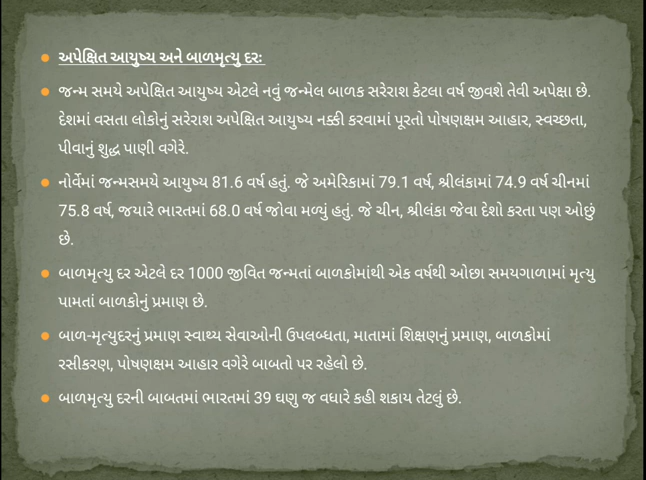 અપેક્ષિત આયુષ્ય અને બાળમૃત્યુ દરઃ
જન્મ સમયે અપેક્ષિત આયુષ્ય એટલે નવું જન્મેલ બાળક સરેરાશ કેટલા વર્ષ જીવશે તેવી અપેક્ષા છે.
દેશમાં વસતા લોકોનું સરેરાશ અપેક્ષિત આયુષ્ય નક્કી કરવામાં પૂરતો પોષણક્ષમ આહાર, સ્વચ્છતા,
પીવાનું શુદ્ધ પાણી વગેરે.
નોર્વેમાં જન્મસમયે આયુષ્ય 81.6 વર્ષ હતું. જે અમેરિકામાં 79.1 વર્ષ, શ્રીલંકામાં 74.9 વર્ષ ચીનમાં
75.8 વર્ષ, જયારે ભારતમાં 68.0 વર્ષ જોવા મળ્યું હતું. જે ચીન, શ્રીલંકા જેવા દેશો કરતા પણ ઓછું
છે.
બાળમૃત્યુ દર એટલે દર 1000 જીવિત જન્મતાં બાળકોમાંથી એક વર્ષથી ઓછા સમયગાળામાં મૃત્યુ
પામતાં બાળકોનું પ્રમાણ છે.
બાળ-મૃત્યુદરનું પ્રમાણ સ્વાથ્ય સેવાઓની ઉપલબ્ધતા, માતામાં શિક્ષણનું પ્રમાણ, બાળકોમાં
રસીકરણ, પોષણક્ષમ આહાર વગેરે બાબતો પર રહેલો છે.
બાળમૃત્યુ દરની બાબતમાં ભારતમાં 39 ઘણુ જ વધારે કહી શકાય તેટલું છે.